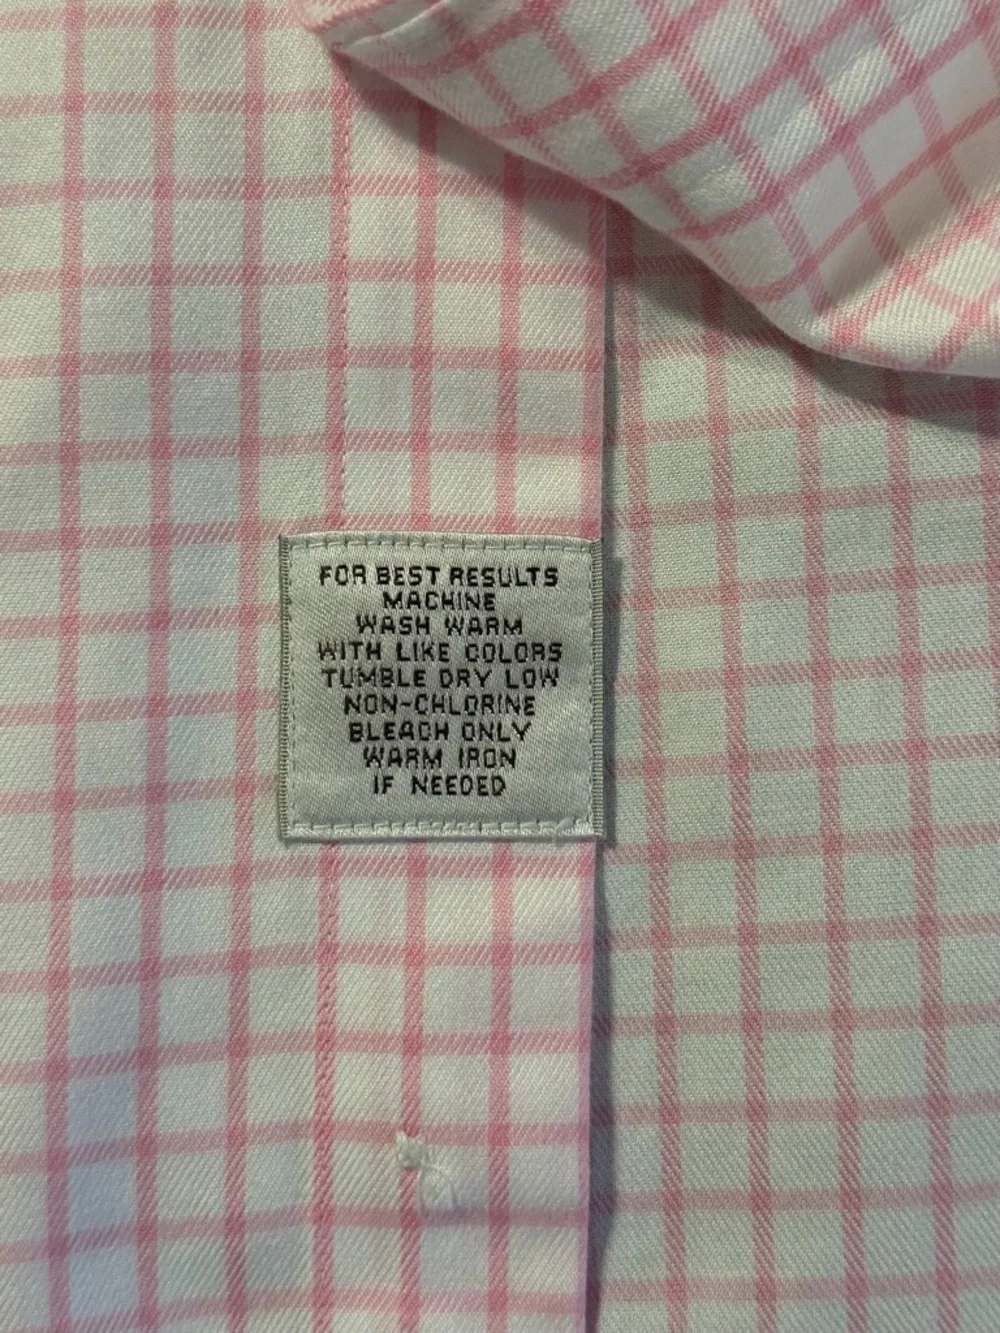 FOR BEST RESULTS
MACHINE
WASH WARM
WITH LIKE COLORS
TUMBLE DRY LOW
NON-CHLORINE
BLEACH ONLY
WARM IRON
IF NEEDED